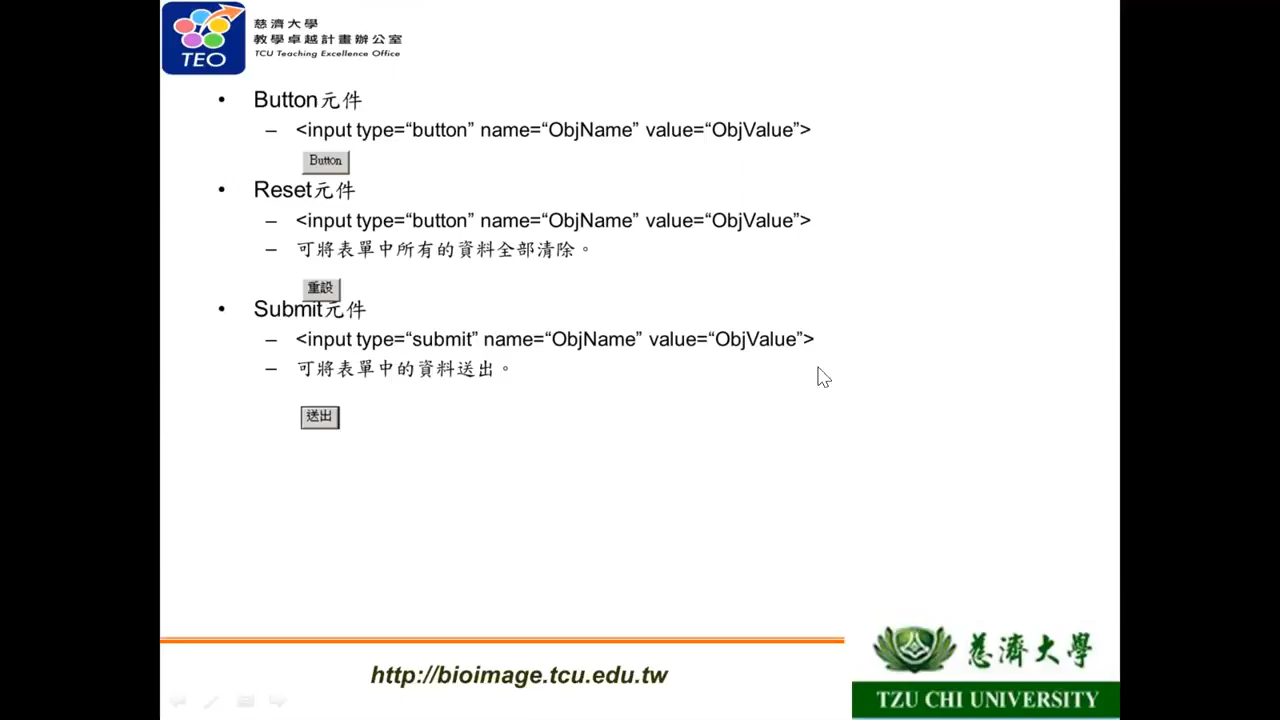 慈濟大學
教學卓越計畫辦公室
TCU Teaching Excellence Office
TEO
• Button元件
– <input type=“button” name=“ObjName” value=“ObjValue”>
Button
• Reset元件
– <input type=“button” name=“ObjName” value=“ObjValue”>
– 可將表單中所有的資料全部清除。
重設
• Submit元件
– <input type=“submit” name=“ObjName” value=“ObjValue”>
– 可將表單中的資料送出。
送出
慈濟大學
http://bioimage.tcu.edu.tw
TZU CHI UNIVERSITY